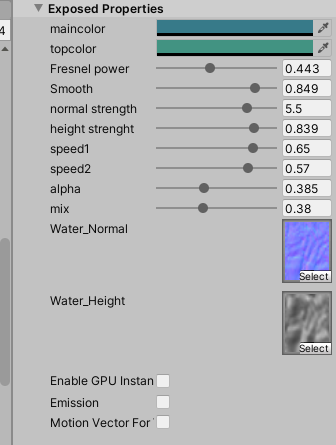 Exposed Properties
4
maincolor
topcolor
Fresnel power 0.443
Smooth 0.849
normal strength 5.5
height strenght 0.839
speed1 0.65
speed2 0.57
alpha 0.385
mix 0.38
Water_Normal
Select
Water_Height
Select
Enable GPU Instan
Emission
Motion Vector For